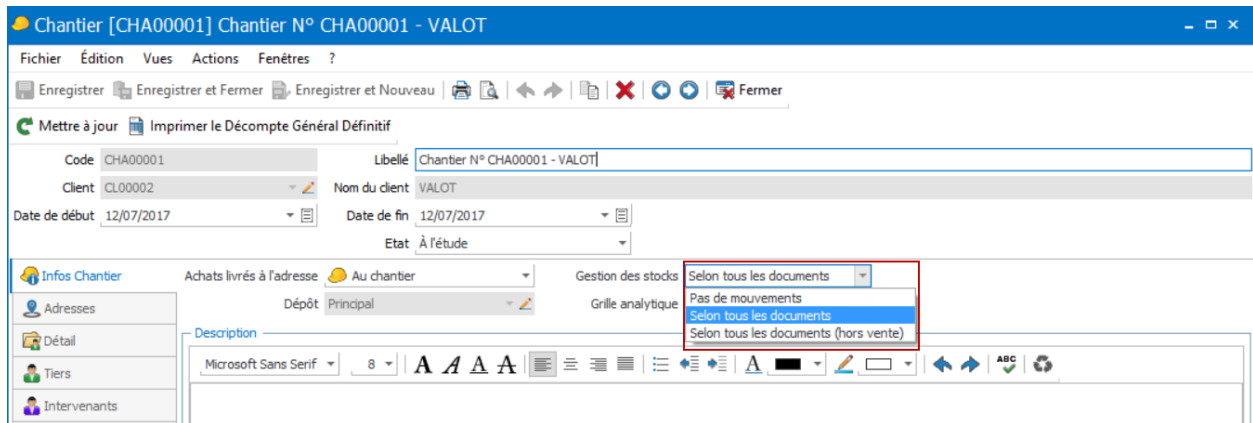 Chantier [CHA00001] Chantier N° CHA00001 - VALOT
Fichier Édition Vues Actions Fenêtres ?
Enregistrer Enregistrer et Fermer Enregistrer et Nouveau Fermer
Mettre à jour Imprimer le Décompte Général Définitif
Code CHA00001 Libellé Chantier N° CHA00001 - VALOT
Client CL00002 Nom du client VALOT
Date de début 12/07/2017 Date de fin 12/07/2017
Etat À l'étude
Infos Chantier Achats livrés à l'adresse Au chantier Gestion des stocks Selon tous les documents
Pas de mouvements
Adresses Dépôt Principal Grille analytique Selon tous les documents
Selon tous les documents (hors vente)
Détail Description
Microsoft Sans Serif 8 A A A A A ABC
Tiers
Intervenants